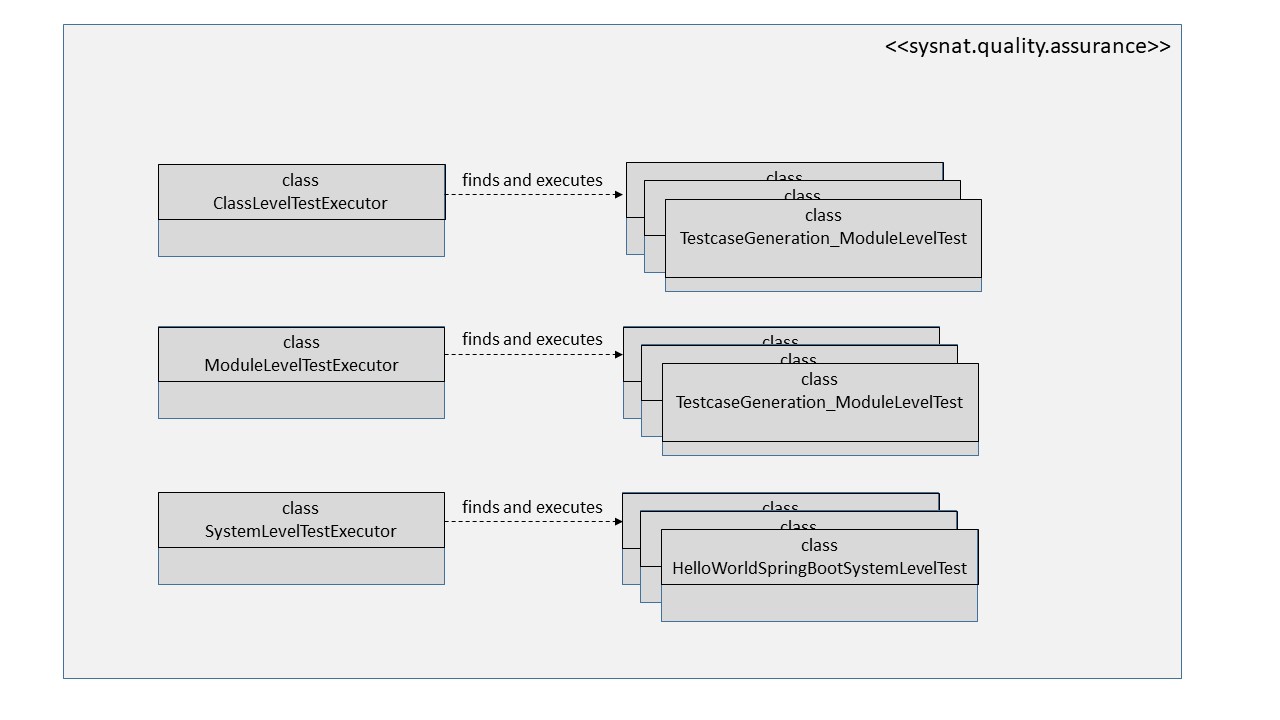 <<sysnat.quality.assurance>>
class
ClassLevelTestExecutor
finds and executes
class
class
class
TestcaseGeneration_ModuleLevelTest
class
ModuleLevelTestExecutor
finds and executes
class
class
class
TestcaseGeneration_ModuleLevelTest
class
SystemLevelTestExecutor
finds and executes
class
class
class
HelloWorldSpringBootSystemLevelTest